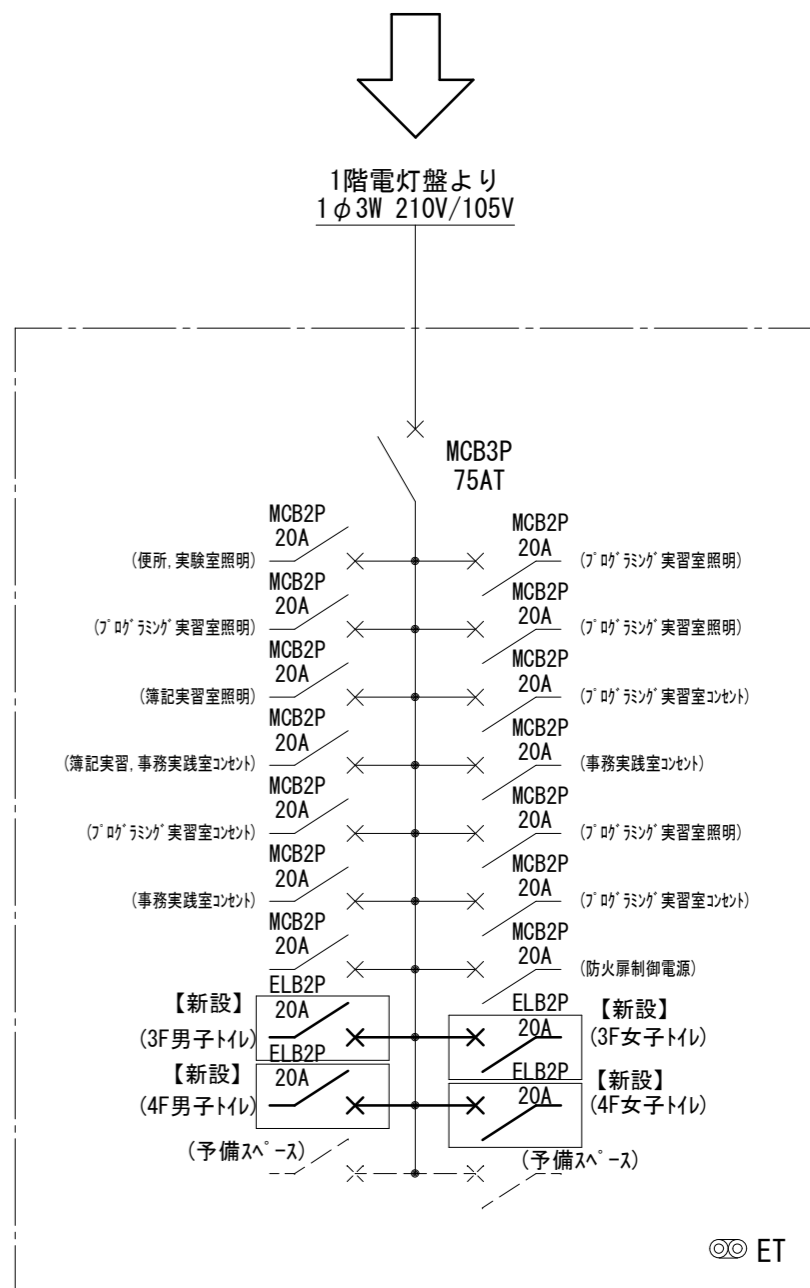 1階電灯盤より
1φ3W 210V/105V
MCB3P
75AT
MCB2P
20A
(便所,実験室照明)
MCB2P
20A
(ﾌﾟﾛｸﾞﾗﾐﾝｸﾞ実習室照明)
MCB2P
20A
(ﾌﾟﾛｸﾞﾗﾐﾝｸﾞ実習室照明)
MCB2P
20A
(ﾌﾟﾛｸﾞﾗﾐﾝｸﾞ実習室照明)
MCB2P
20A
(簿記実習室照明)
MCB2P
20A
(ﾌﾟﾛｸﾞﾗﾐﾝｸﾞ実習室ｺﾝｾﾝﾄ)
MCB2P
20A
(簿記実習,事務実践室ｺﾝｾﾝﾄ)
MCB2P
20A
(事務実践室ｺﾝｾﾝﾄ)
MCB2P
20A
(ﾌﾟﾛｸﾞﾗﾐﾝｸﾞ実習室ｺﾝｾﾝﾄ)
MCB2P
20A
(ﾌﾟﾛｸﾞﾗﾐﾝｸﾞ実習室照明)
MCB2P
20A
(事務実践室ｺﾝｾﾝﾄ)
MCB2P
20A
(ﾌﾟﾛｸﾞﾗﾐﾝｸﾞ実習室ｺﾝｾﾝﾄ)
MCB2P
20A
MCB2P
20A
(防火扉制御電源)
ELB2P
20A
【新設】
(3F男子ﾄｲﾚ)
ELB2P
20A
【新設】
(3F女子ﾄｲﾚ)
ELB2P
20A
【新設】
(4F男子ﾄｲﾚ)
ELB2P
20A
【新設】
(4F女子ﾄｲﾚ)
(予備ｽﾍﾟｰｽ)
(予備ｽﾍﾟｰｽ)
ET